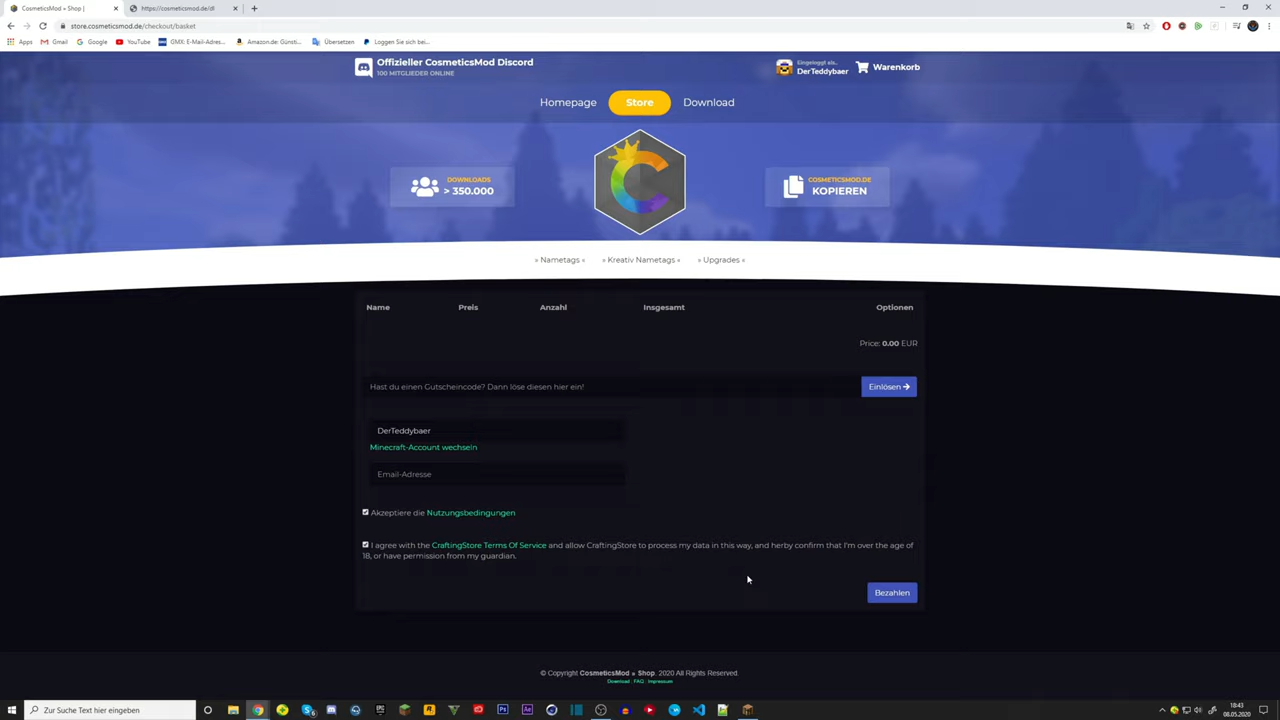 CosmeticsMod » Shop |
https://cosmeticsmod.de/dl
store.cosmeticsmod.de/checkout/basket
Apps
Gmail
Google
YouTube
GMX: E-Mail-Adres...
Amazon.de: Günsti...
Übersetzen
Loggen Sie sich bei...
Offizieller CosmeticsMod Discord
100 MITGLIEDER ONLINE
Eingeloggt als..
DerTeddybaer
Warenkorb
Homepage
Store
Download
DOWNLOADS
> 350.000
COSMETICSMOD.DE
KOPIEREN
» Nametags «
» Kreativ Nametags «
» Upgrades «
Name
Preis
Anzahl
Insgesamt
Optionen
Price: 0.00 EUR
Hast du einen Gutscheincode? Dann löse diesen hier ein!
Einlösen
DerTeddybaer
Minecraft-Account wechseln
Email-Adresse
Akzeptiere die Nutzungsbedingungen
I agree with the CraftingStore Terms Of Service and allow CraftingStore to process my data in this way, and herby confirm that I'm over the age of
18, or have permission from my guardian.
Bezahlen
© Copyright CosmeticsMod » Shop. 2020 All Rights Reserved.
Download | FAQ | Impressum
Zur Suche Text hier eingeben
18:43
08.05.2020